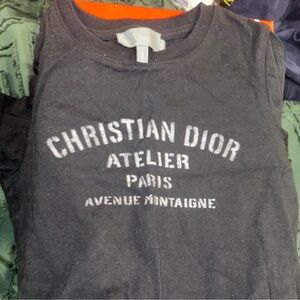 CHRISTIAN DIOR
ATELIER
PARIS
AVENUE MONTAIGNE